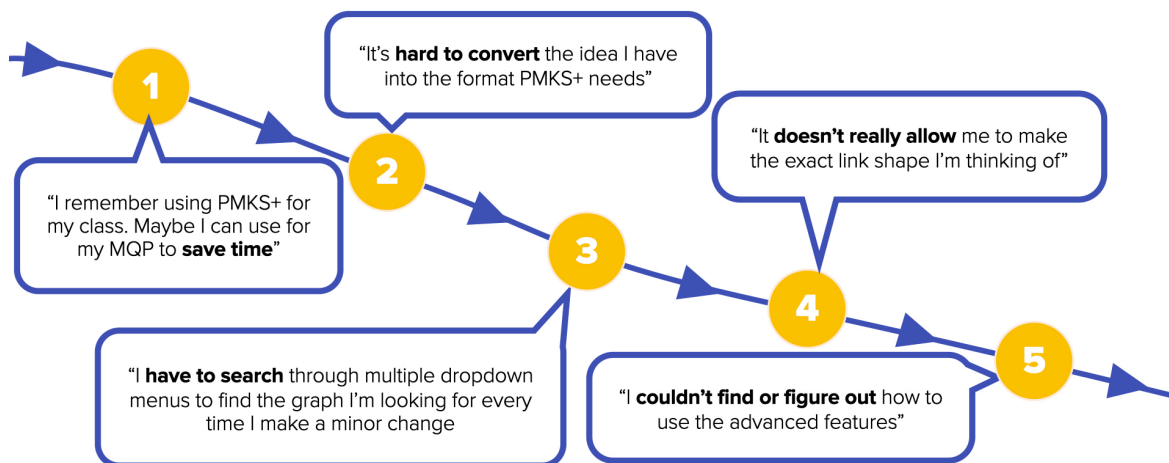 1
“I remember using PMKS+ for
my class. Maybe I can use for
my MQP to save time”
2
“It’s hard to convert the idea I have
into the format PMKS+ needs”
3
“I have to search through multiple dropdown
menus to find the graph I’m looking for every
time I make a minor change
4
“It doesn’t really allow me to make
the exact link shape I’m thinking of”
5
“I couldn’t find or figure out how to
use the advanced features”